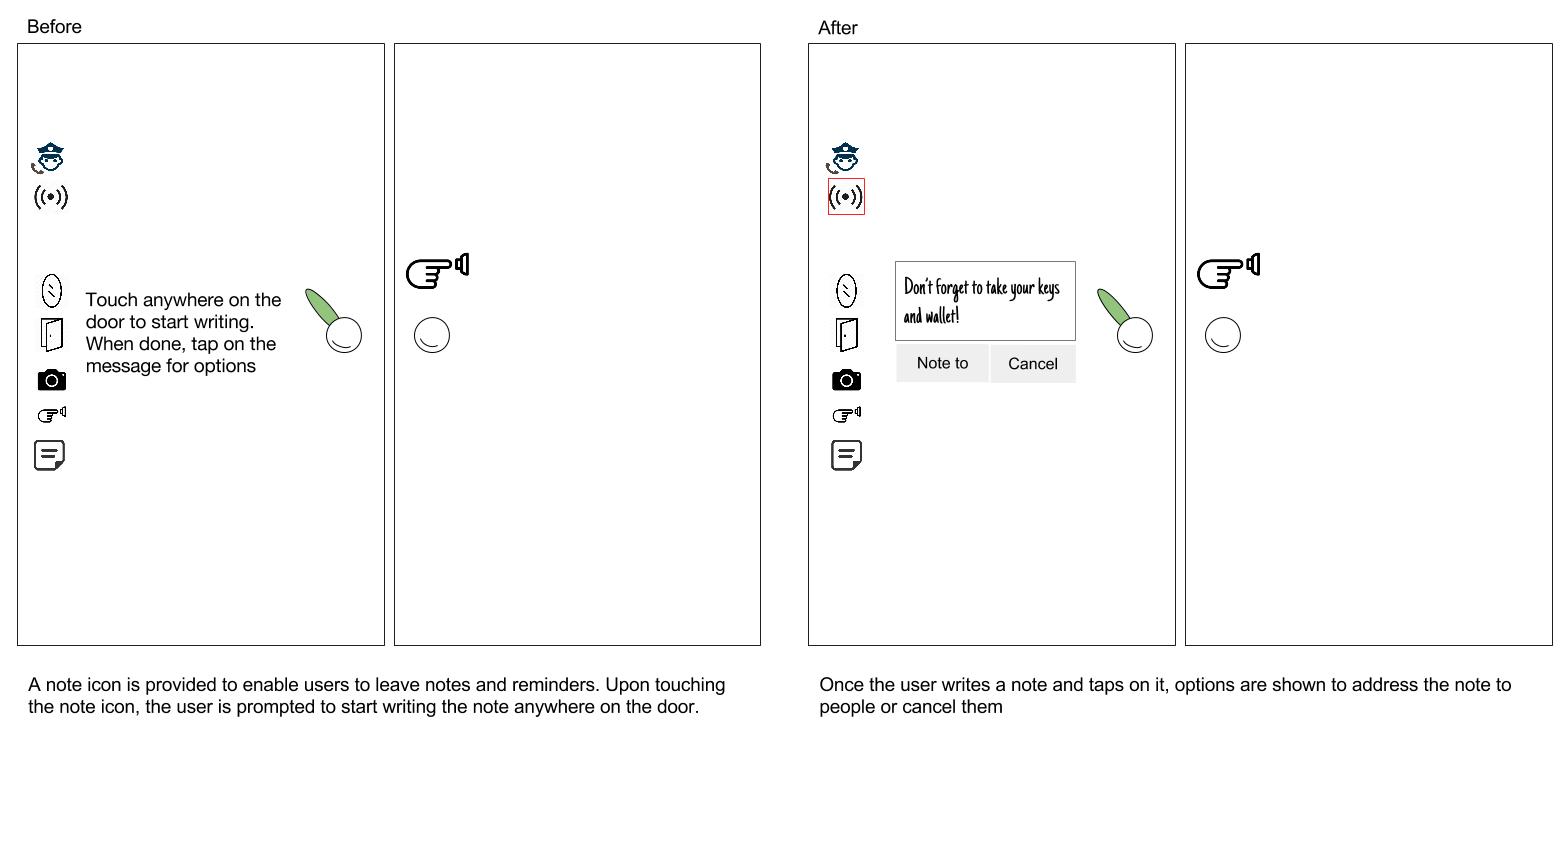 Before
Touch anywhere on the
door to start writing.
When done, tap on the
message for options
A note icon is provided to enable users to leave notes and reminders. Upon touching
the note icon, the user is prompted to start writing the note anywhere on the door.
After
Don't forget to take your keys
and wallet!
Note to
Cancel
Once the user writes a note and taps on it, options are shown to address the note to
people or cancel them